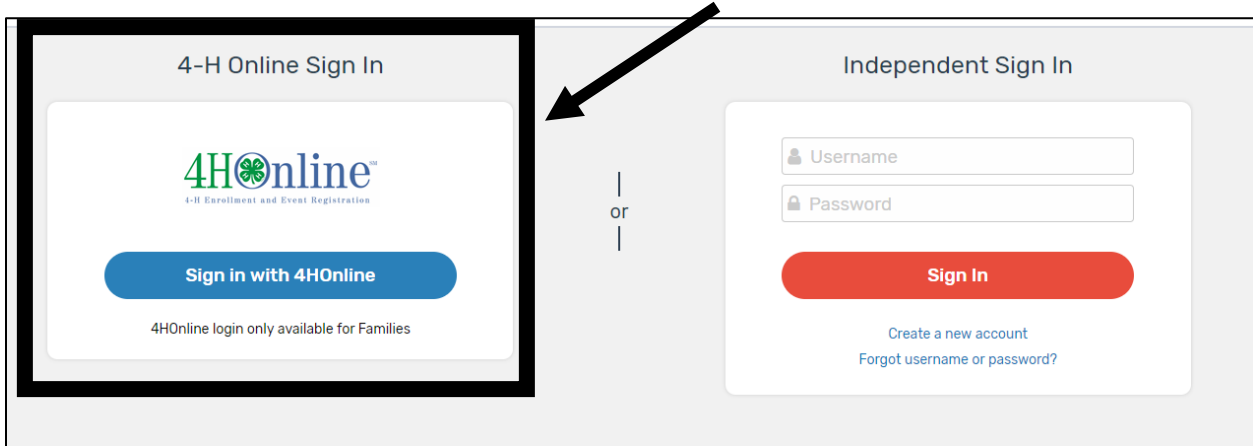 4-H Online Sign In
4HOnline℠
4-H Enrollment and Event Registration
Sign in with 4HOnline
4HOnline login only available for Families
|
or
|
Independent Sign In
Username
Password
Sign In
Create a new account
Forgot username or password?